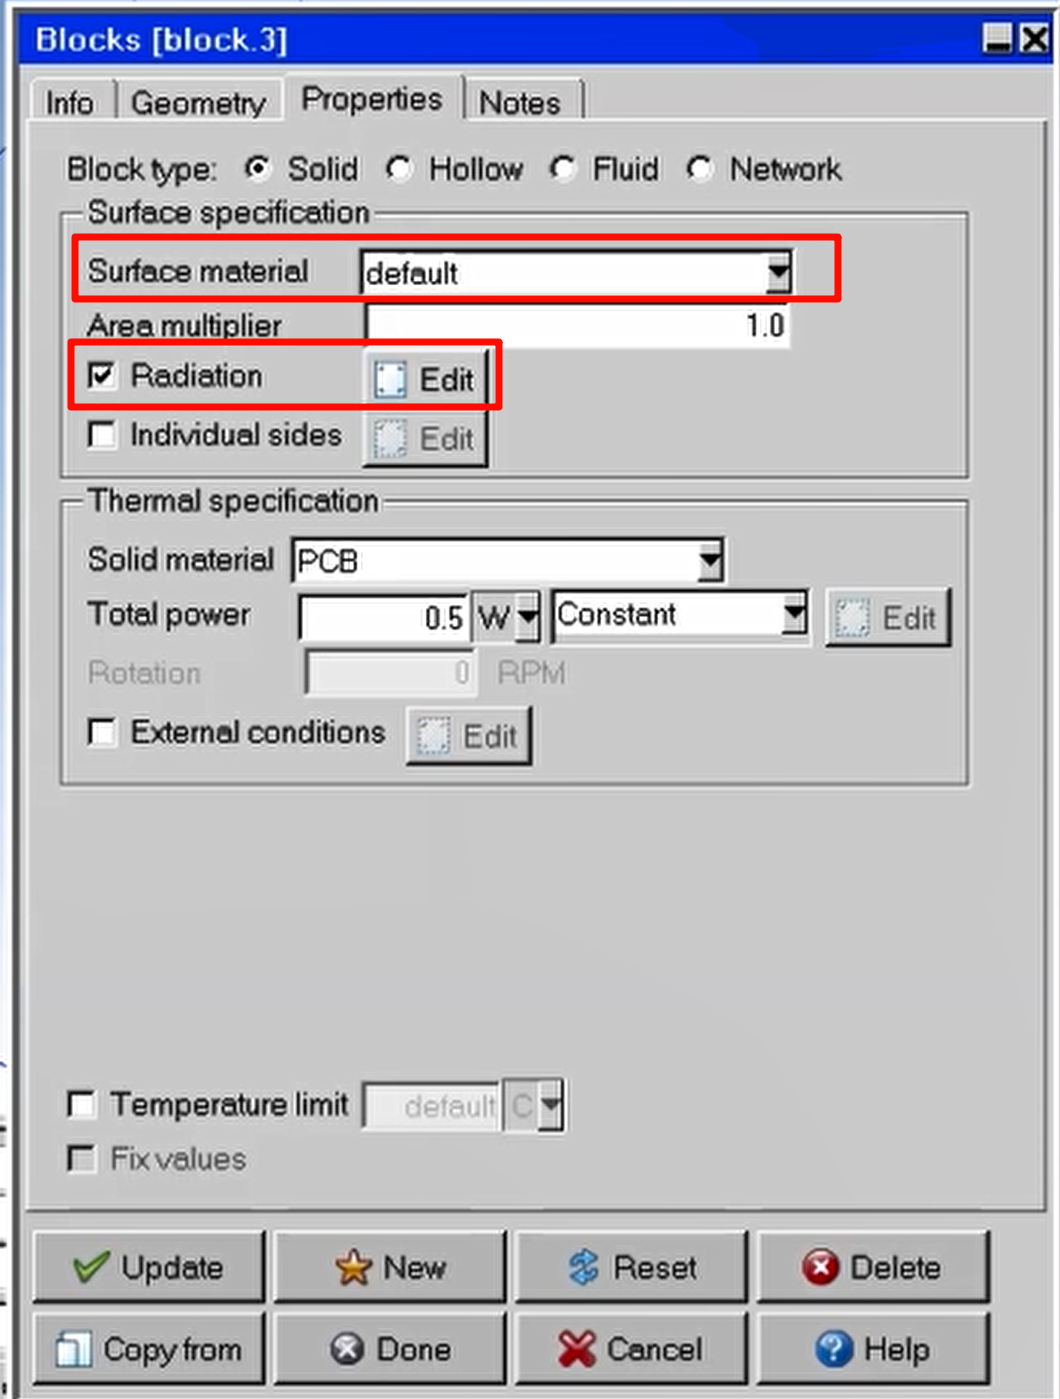 Blocks [block.3]
Info Geometry Properties Notes
Block type: Solid Hollow Fluid Network
Surface specification
Surface material default
Area multiplier 1.0
Radiation Edit
Individual sides Edit
Thermal specification
Solid material PCB
Total power 0.5 W Constant Edit
Rotation 0 RPM
External conditions Edit
Temperature limit default C
Fix values
Update New Reset Delete
Copy from Done Cancel Help